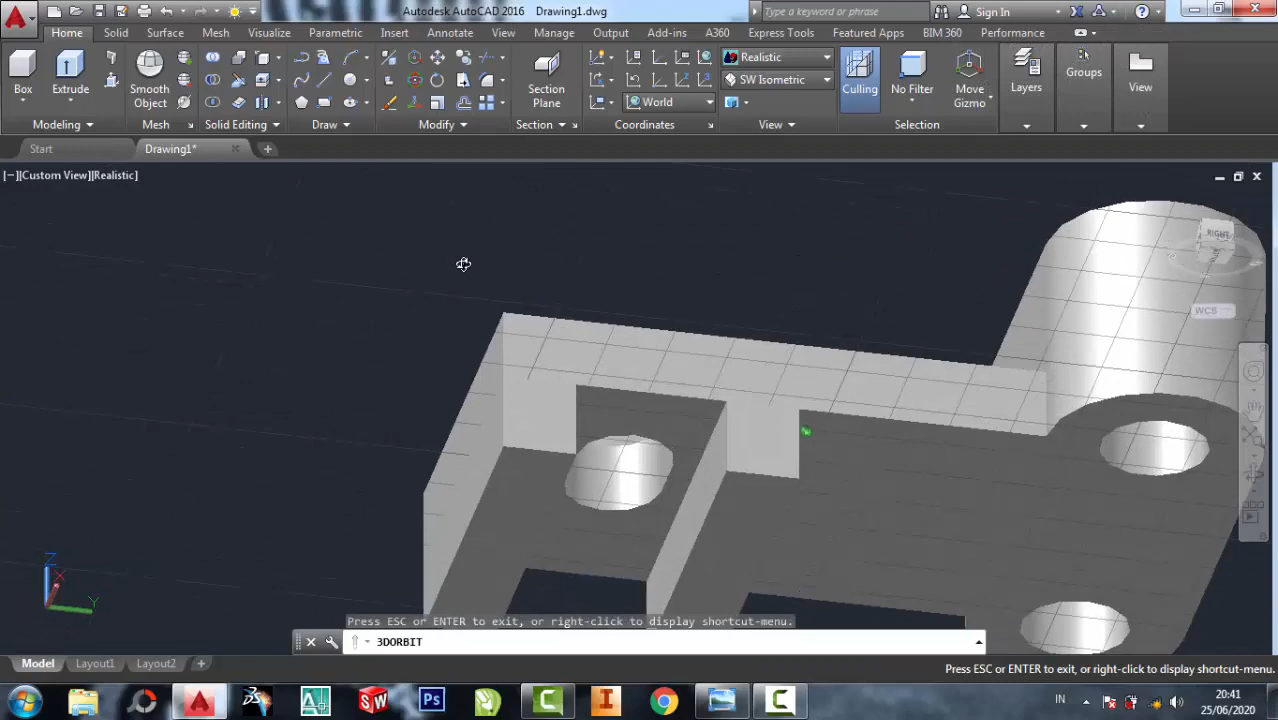 Autodesk AutoCAD 2016 Drawing1.dwg
Type a keyword or phrase
Sign In
Home Solid Surface Mesh Visualize Parametric Insert Annotate View Manage Output Add-ins A360 Express Tools Featured Apps BIM 360 Performance
Box
Extrude
Smooth
Object
Section
Plane
Realistic
SW Isometric
World
Culling
No Filter
Move
Gizmo
Layers
Groups
View
Modeling
Mesh
Solid Editing
Draw
Modify
Section
Coordinates
View
Selection
Start
Drawing1*
[−][Custom View][Realistic]
RIGHT
WCS
Z
X
Y
Press ESC or ENTER to exit, or right-click to display shortcut-menu.
3DORBIT
Model Layout1 Layout2
Press ESC or ENTER to exit, or right-click to display shortcut-menu.
SW
Ps
IN
20:41
25/06/2020